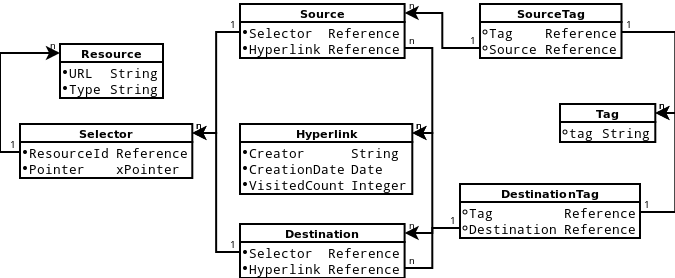 Source
•Selector Reference
•Hyperlink Reference
1
n
n
SourceTag
◦Tag Reference
◦Source Reference
1
1
Resource
•URL String
•Type String
n
Tag
◦tag String
n
Selector
•ResourceId Reference
•Pointer xPointer
1
n
Hyperlink
•Creator String
•CreationDate Date
•VisitedCount Integer
n
DestinationTag
◦Tag Reference
◦Destination Reference
1
1
Destination
•Selector Reference
•Hyperlink Reference
1
n
n